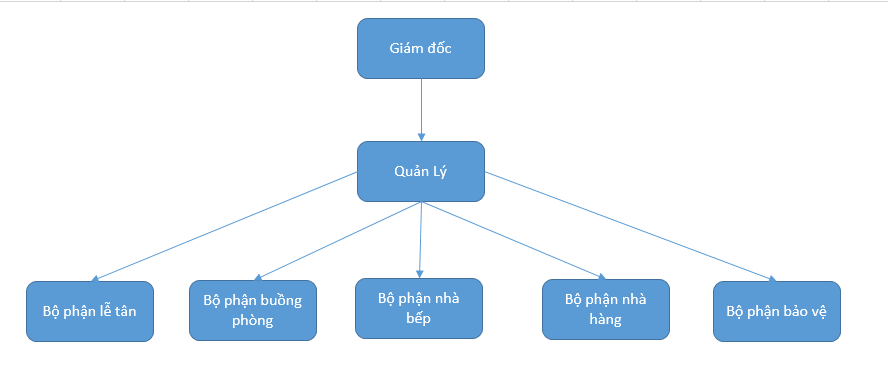 Giám đốc
Quản Lý
Bộ phận lễ tân
Bộ phận buồng
phòng
Bộ phận nhà
bếp
Bộ phận nhà
hàng
Bộ phận bảo vệ